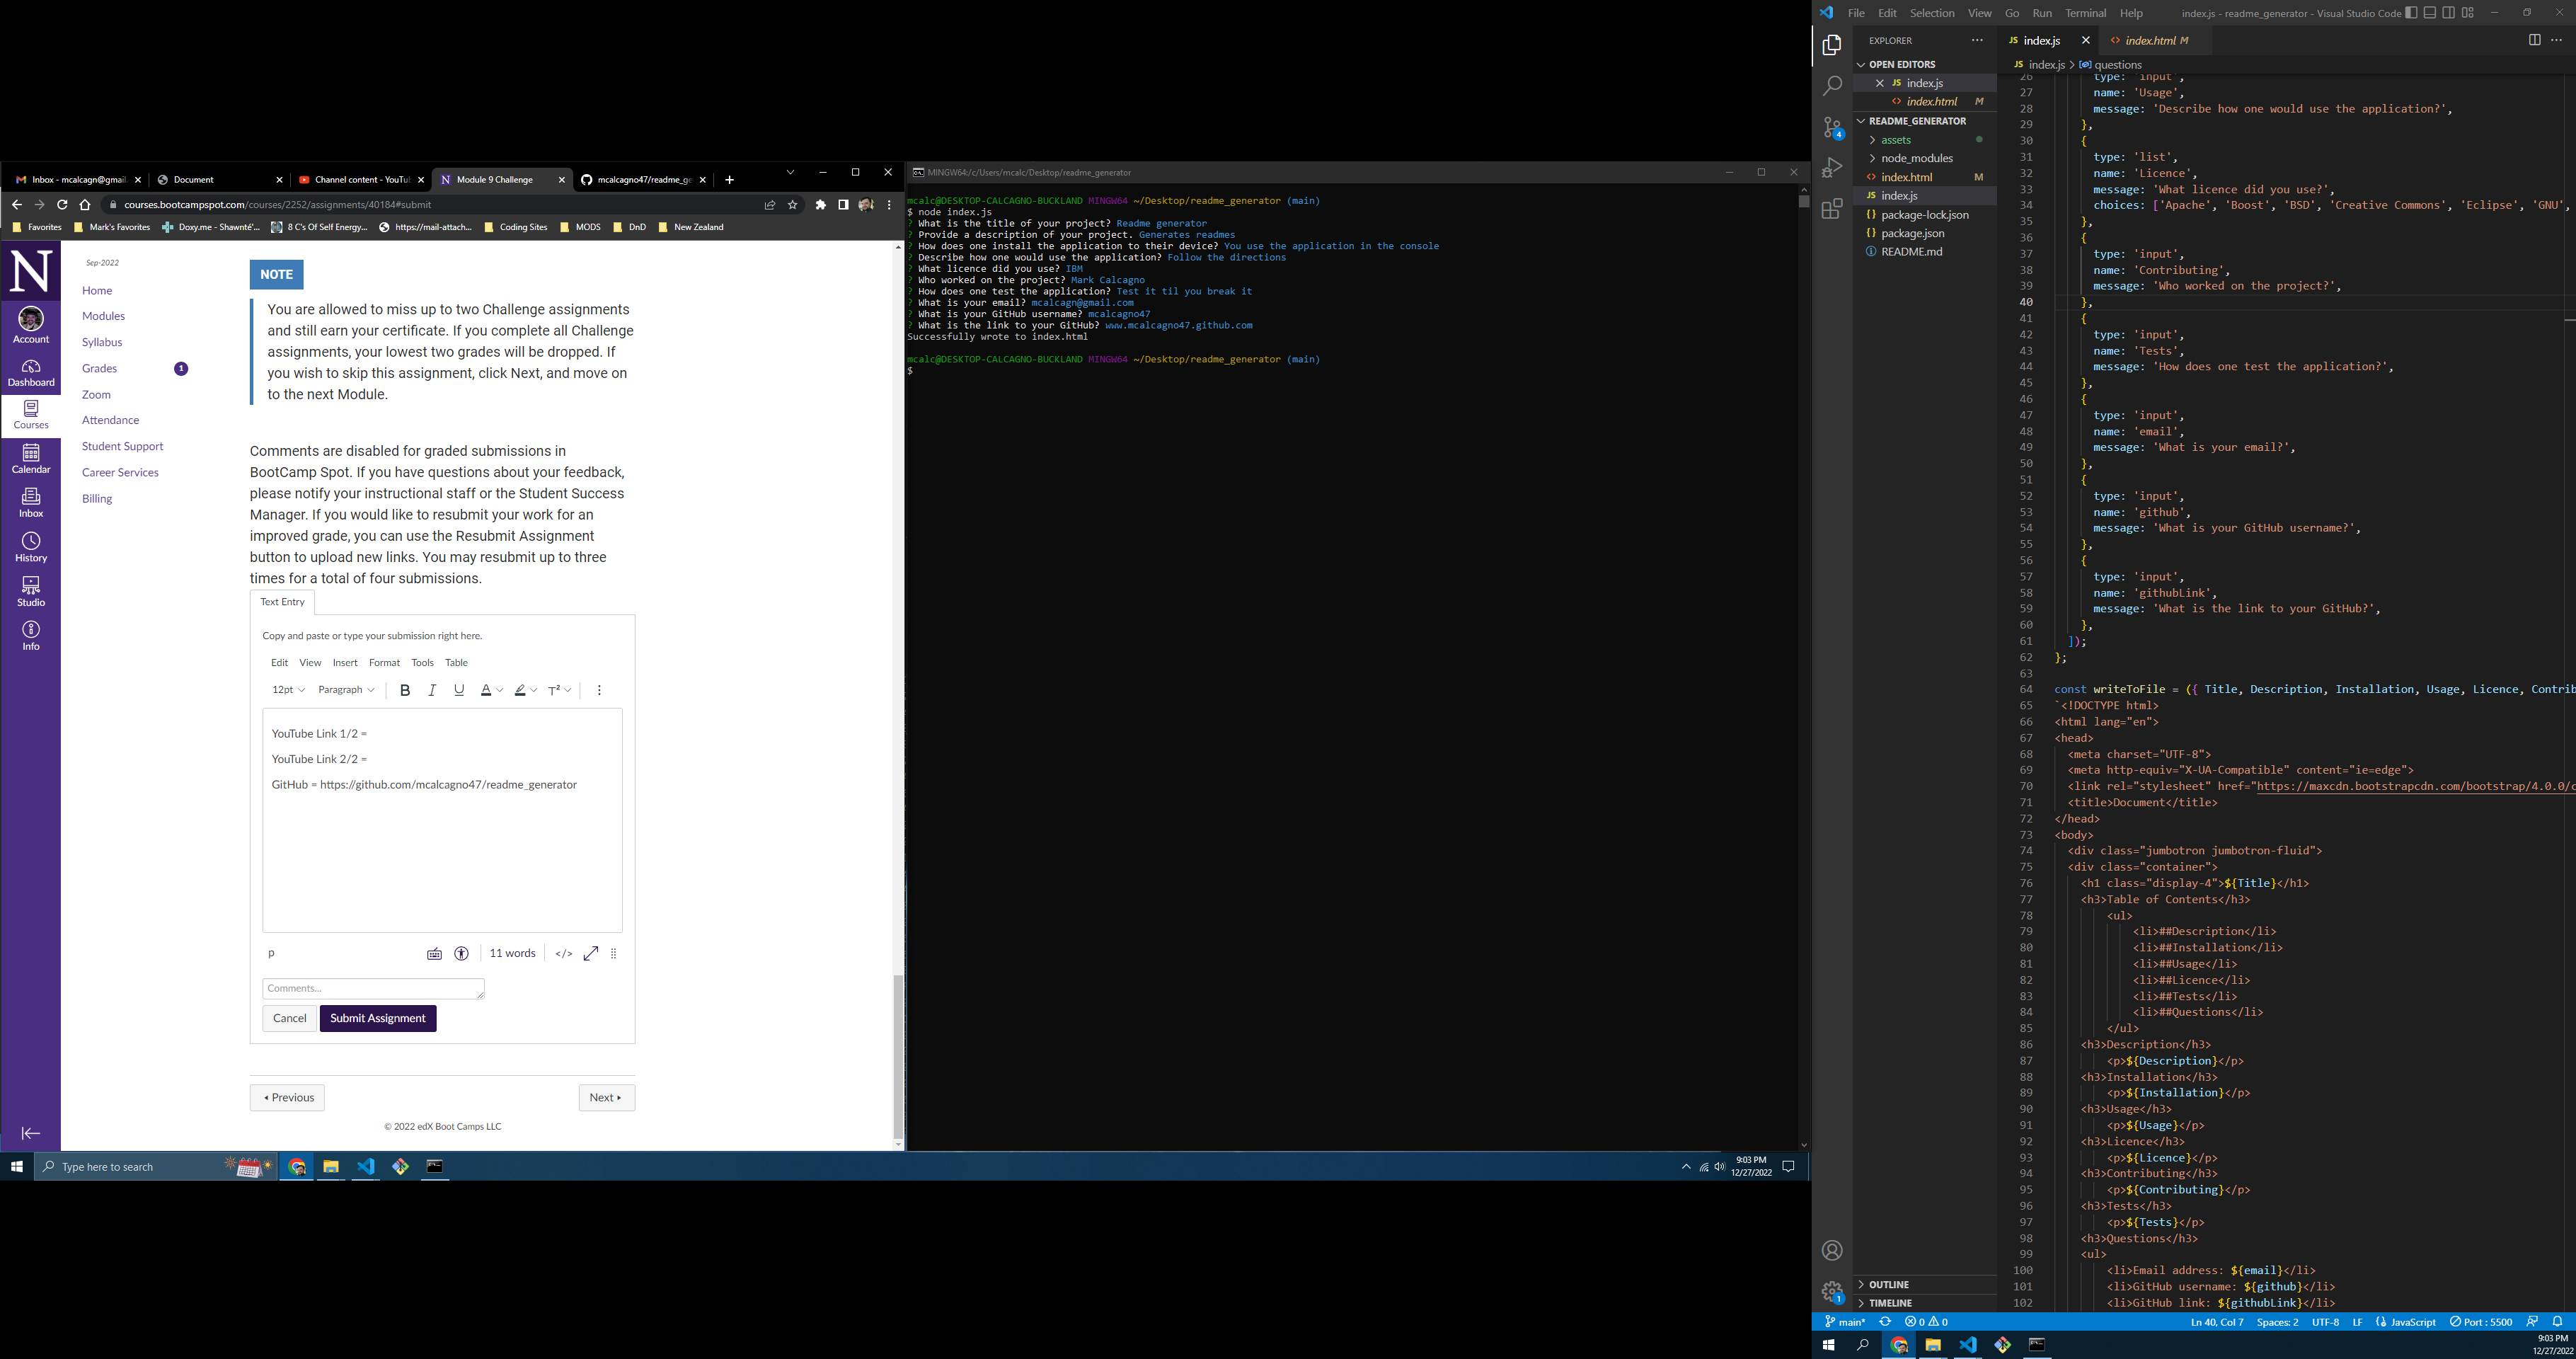 Inbox - mcalcagn@gmail.
Document
Channel content - YouTu
Module 9 Challenge
mcalcagno47/readme_ge
courses.bootcampspot.com/courses/2252/assignments/40184#submit
Favorites
Mark's Favorites
Doxy.me - Shawnté'...
8 C's Of Self Energy...
https://mail-attach...
Coding Sites
MODS
DnD
New Zealand
N
Account
Dashboard
Courses
Calendar
Inbox
History
Studio
Info
Sep-2022
Home
Modules
Syllabus
Grades
1
Zoom
Attendance
Student Support
Career Services
Billing
NOTE
You are allowed to miss up to two Challenge assignments
and still earn your certificate. If you complete all Challenge
assignments, your lowest two grades will be dropped. If
you wish to skip this assignment, click Next, and move on
to the next Module.
Comments are disabled for graded submissions in
BootCamp Spot. If you have questions about your feedback,
please notify your instructional staff or the Student Success
Manager. If you would like to resubmit your work for an
improved grade, you can use the Resubmit Assignment
button to upload new links. You may resubmit up to three
times for a total of four submissions.
Text Entry
Copy and paste or type your submission right here.
Edit View Insert Format Tools Table
12pt Paragraph B I U A T²
YouTube Link 1/2 =
YouTube Link 2/2 =
GitHub = https://github.com/mcalcagno47/readme_generator
p
11 words
</>
Comments...
Cancel
Submit Assignment
Previous
Next
© 2022 edX Boot Camps LLC
Type here to search
9:03 PM
12/27/2022
MINGW64:/c/Users/mcalc/Desktop/readme_generator
mcalc@DESKTOP-CALCAGNO-BUCKLAND MINGW64 ~/Desktop/readme_generator (main)
$ node index.js
? What is the title of your project? Readme generator
? Provide a description of your project. Generates readmes
? How does one install the application to their device? You use the application in the console
? Describe how one would use the application? Follow the directions
? What licence did you use? IBM
? Who worked on the project? Mark Calcagno
? How does one test the application? Test it til you break it
? What is your email? mcalcagn@gmail.com
? What is your GitHub username? mcalcagno47
? What is the link to your GitHub? www.mcalcagno47.github.com
Successfully wrote to index.html
mcalc@DESKTOP-CALCAGNO-BUCKLAND MINGW64 ~/Desktop/readme_generator (main)
$
File Edit Selection View Go Run Terminal Help
index.js - readme_generator - Visual Studio Code
EXPLORER
OPEN EDITORS
JS index.js
<> index.html M
README_GENERATOR
assets
node_modules
<> index.html M
JS index.js
{} package-lock.json
{} package.json
README.md
4
1
OUTLINE
TIMELINE
JS index.js
<> index.html M
JS index.js > questions
26 type: 'input',
27 name: 'Usage',
28 message: 'Describe how one would use the application?',
29 },
30 {
31 type: 'list',
32 name: 'Licence',
33 message: 'What licence did you use?',
34 choices: ['Apache', 'Boost', 'BSD', 'Creative Commons', 'Eclipse', 'GNU',
35 },
36 {
37 type: 'input',
38 name: 'Contributing',
39 message: 'Who worked on the project?',
40 },
41 {
42 type: 'input',
43 name: 'Tests',
44 message: 'How does one test the application?',
45 },
46 {
47 type: 'input',
48 name: 'email',
49 message: 'What is your email?',
50 },
51 {
52 type: 'input',
53 name: 'github',
54 message: 'What is your GitHub username?',
55 },
56 {
57 type: 'input',
58 name: 'githubLink',
59 message: 'What is the link to your GitHub?',
60 },
61 ]);
62 };
63
64 const writeToFile = ({ Title, Description, Installation, Usage, Licence, Contrib
65 `<!DOCTYPE html>
66 <html lang="en">
67 <head>
68 <meta charset="UTF-8">
69 <meta http-equiv="X-UA-Compatible" content="ie=edge">
70 <link rel="stylesheet" href="https://maxcdn.bootstrapcdn.com/bootstrap/4.0.0/c
71 <title>Document</title>
72 </head>
73 <body>
74 <div class="jumbotron jumbotron-fluid">
75 <div class="container">
76 <h1 class="display-4">${Title}</h1>
77 <h3>Table of Contents</h3>
78 <ul>
79 <li>##Description</li>
80 <li>##Installation</li>
81 <li>##Usage</li>
82 <li>##Licence</li>
83 <li>##Tests</li>
84 <li>##Questions</li>
85 </ul>
86 <h3>Description</h3>
87 <p>${Description}</p>
88 <h3>Installation</h3>
89 <p>${Installation}</p>
90 <h3>Usage</h3>
91 <p>${Usage}</p>
92 <h3>Licence</h3>
93 <p>${Licence}</p>
94 <h3>Contributing</h3>
95 <p>${Contributing}</p>
96 <h3>Tests</h3>
97 <p>${Tests}</p>
98 <h3>Questions</h3>
99 <ul>
100 <li>Email address: ${email}</li>
101 <li>GitHub username: ${github}</li>
102 <li>GitHub link: ${githubLink}</li>
main* 0 0
Ln 40, Col 7 Spaces: 2 UTF-8 LF JavaScript Port : 5500
9:03 PM
12/27/2022